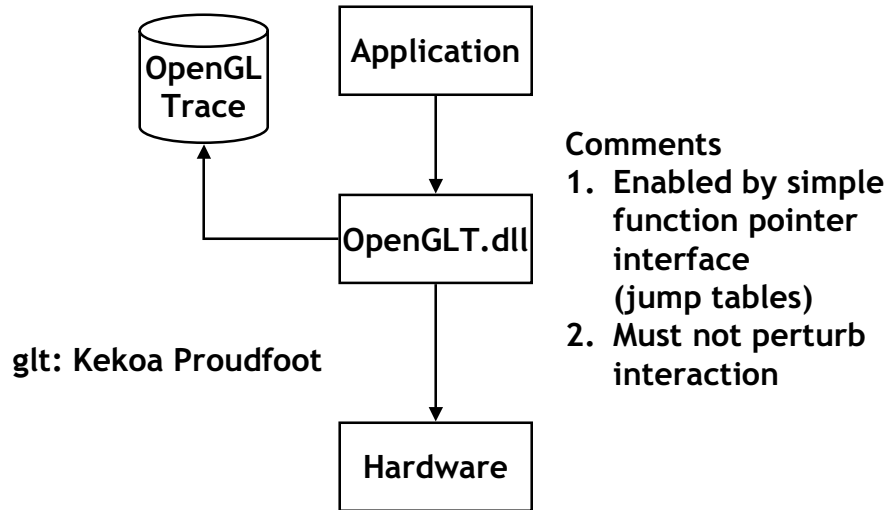 OpenGL
Trace
Application
OpenGLT.dll
Comments
1. Enabled by simple
function pointer
interface
(jump tables)
2. Must not perturb
interaction
glt: Kekoa Proudfoot
Hardware